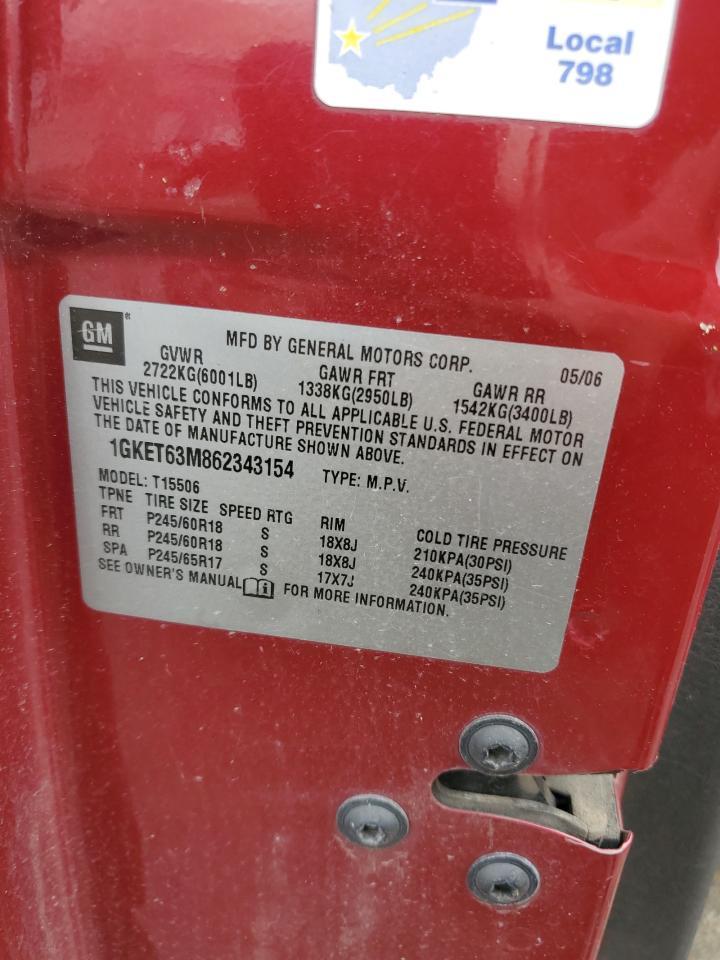 Local
798
GM
MFD BY GENERAL MOTORS CORP. 05/06
GVWR GAWR FRT GAWR RR
2722KG(6001LB) 1338KG(2950LB) 1542KG(3400LB)
THIS VEHICLE CONFORMS TO ALL APPLICABLE U.S. FEDERAL MOTOR
VEHICLE SAFETY AND THEFT PREVENTION STANDARDS IN EFFECT ON
THE DATE OF MANUFACTURE SHOWN ABOVE.
1GKET63M862343154 TYPE: M.P.V.
MODEL: T15506
TPNE TIRE SIZE SPEED RTG RIM COLD TIRE PRESSURE
FRT P245/60R18 S 18X8J 210KPA(30PSI)
RR P245/60R18 S 18X8J 240KPA(35PSI)
SPA P245/65R17 S 17X7J 240KPA(35PSI)
SEE OWNER'S MANUAL FOR MORE INFORMATION.